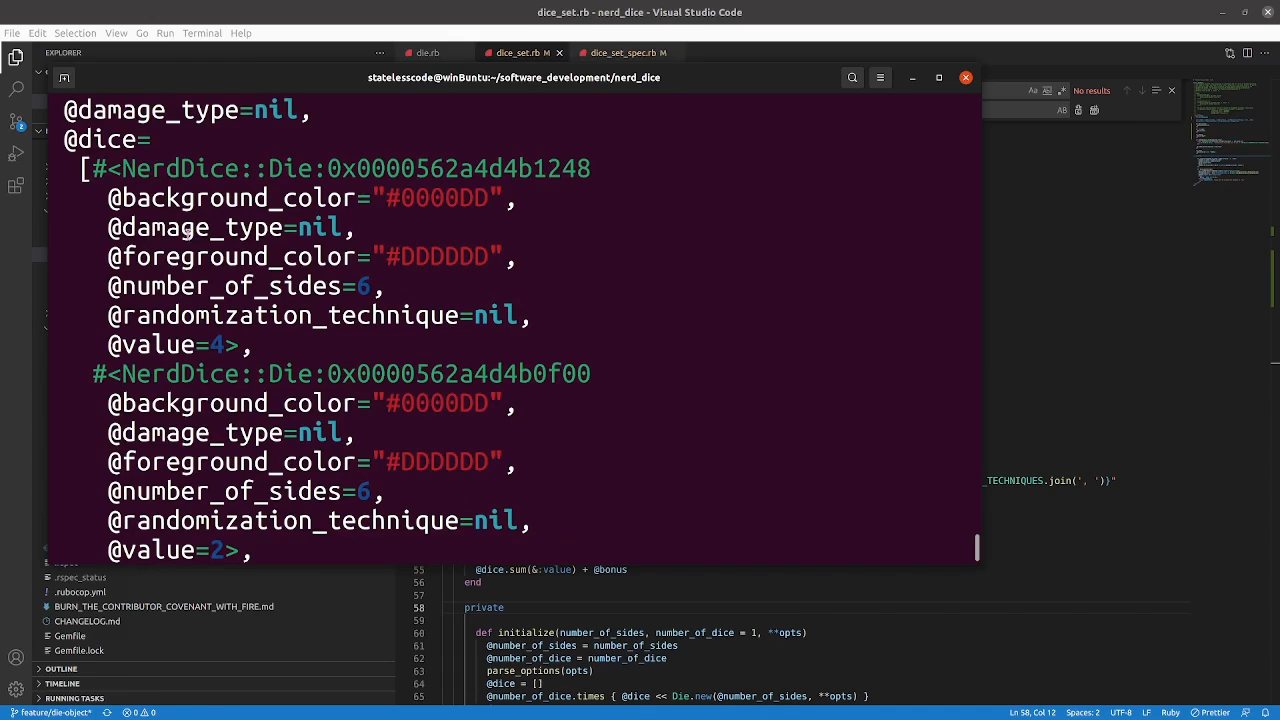 dice_set.rb - nerd_dice - Visual Studio Code
File Edit Selection View Go Run Terminal Help
EXPLORER
die.rb
dice_set.rb M
dice_set_spec.rb M
statelesscode@winBuntu:~/software_development/nerd_dice
No results
@damage_type=nil,
@dice=
[#<NerdDice::Die:0x0000562a4d4b1248
@background_color="#0000DD",
@damage_type=nil,
@foreground_color="#DDDDDD",
@number_of_sides=6,
@randomization_technique=nil,
@value=4>,
#<NerdDice::Die:0x0000562a4d4b0f00
@background_color="#0000DD",
@damage_type=nil,
@foreground_color="#DDDDDD",
@number_of_sides=6,
@randomization_technique=nil,
@value=2>,
_TECHNIQUES.join(', ')}"
.rspec_status
.rubocop.yml
BURN_THE_CONTRIBUTOR_COVENANT_WITH_FIRE.md
CHANGELOG.md
Gemfile
Gemfile.lock
OUTLINE
TIMELINE
RUNNING TASKS
55 @dice.sum(&:value) + @bonus
56 end
57
58 private
59
60 def initialize(number_of_sides, number_of_dice = 1, **opts)
61 @number_of_sides = number_of_sides
62 @number_of_dice = number_of_dice
63 parse_options(opts)
64 @dice = []
65 @number_of_dice.times { @dice << Die.new(@number_of_sides, **opts) }
feature/die-object* 0 0 Ln 58, Col 12 Spaces: 2 UTF-8 LF Ruby Prettier